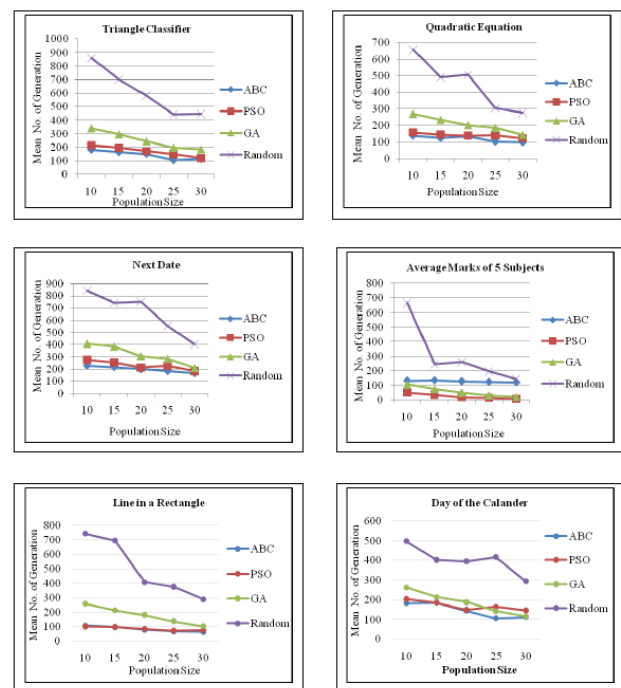 Triangle Classifier
Mean No. of Generation
1000
900
800
700
600
500
400
300
200
100
0
10 15 20 25 30
Population Size
ABC
PSO
GA
Random
Quadratic Equation
Mean No. of Generation
700
600
500
400
300
200
100
0
10 15 20 25 30
Population Size
ABC
PSO
GA
Random
Next Date
Mean No. of Generation
900
800
700
600
500
400
300
200
100
0
10 15 20 25 30
Population Size
ABC
PSO
GA
Random
Average Marks of 5 Subjects
Mean No. of Generation
800
700
600
500
400
300
200
100
0
10 15 20 25 30
Population Size
ABC
PSO
GA
Random
Line in a Rectangle
Mean No. of Generation
800
700
600
500
400
300
200
100
0
10 15 20 25 30
Population Size
ABC
PSO
GA
Random
Day of the Calander
Mean No. of Generation
600
500
400
300
200
100
0
10 15 20 25 30
Population Size
ABC
PSO
GA
Random